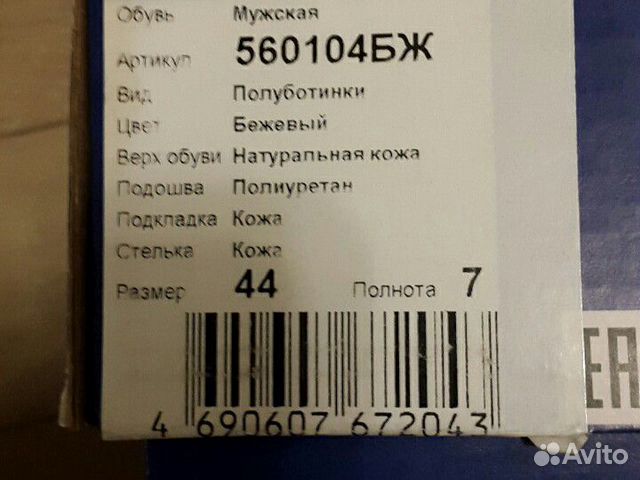 Обувь Мужская
Артикул 560104БЖ
Вид Полуботинки
Цвет Бежевый
Верх обуви Натуральная кожа
Подошва Полиуретан
Подкладка Кожа
Стелька Кожа
Размер 44 Полнота 7
4 690607 672043
EAC
Avito